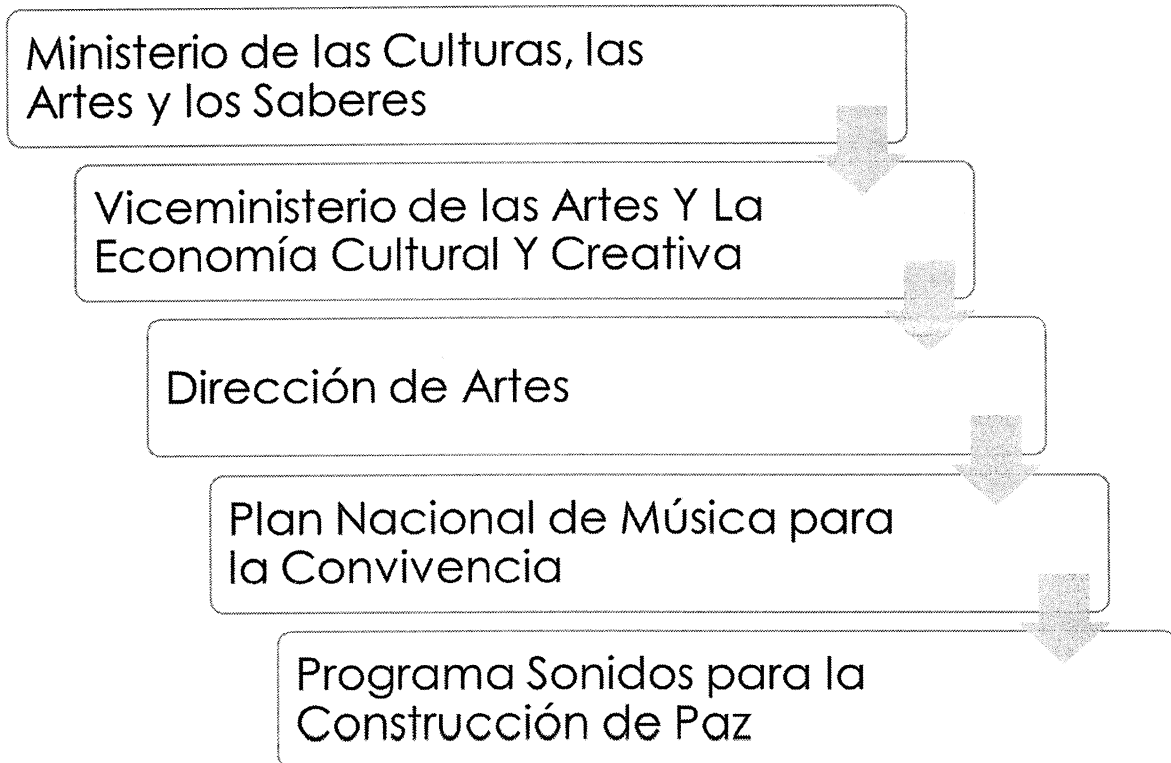 Ministerio de las Culturas, las
Artes y los Saberes
Viceministerio de las Artes Y La
Economía Cultural Y Creativa
Dirección de Artes
Plan Nacional de Música para
la Convivencia
Programa Sonidos para la
Construcción de Paz